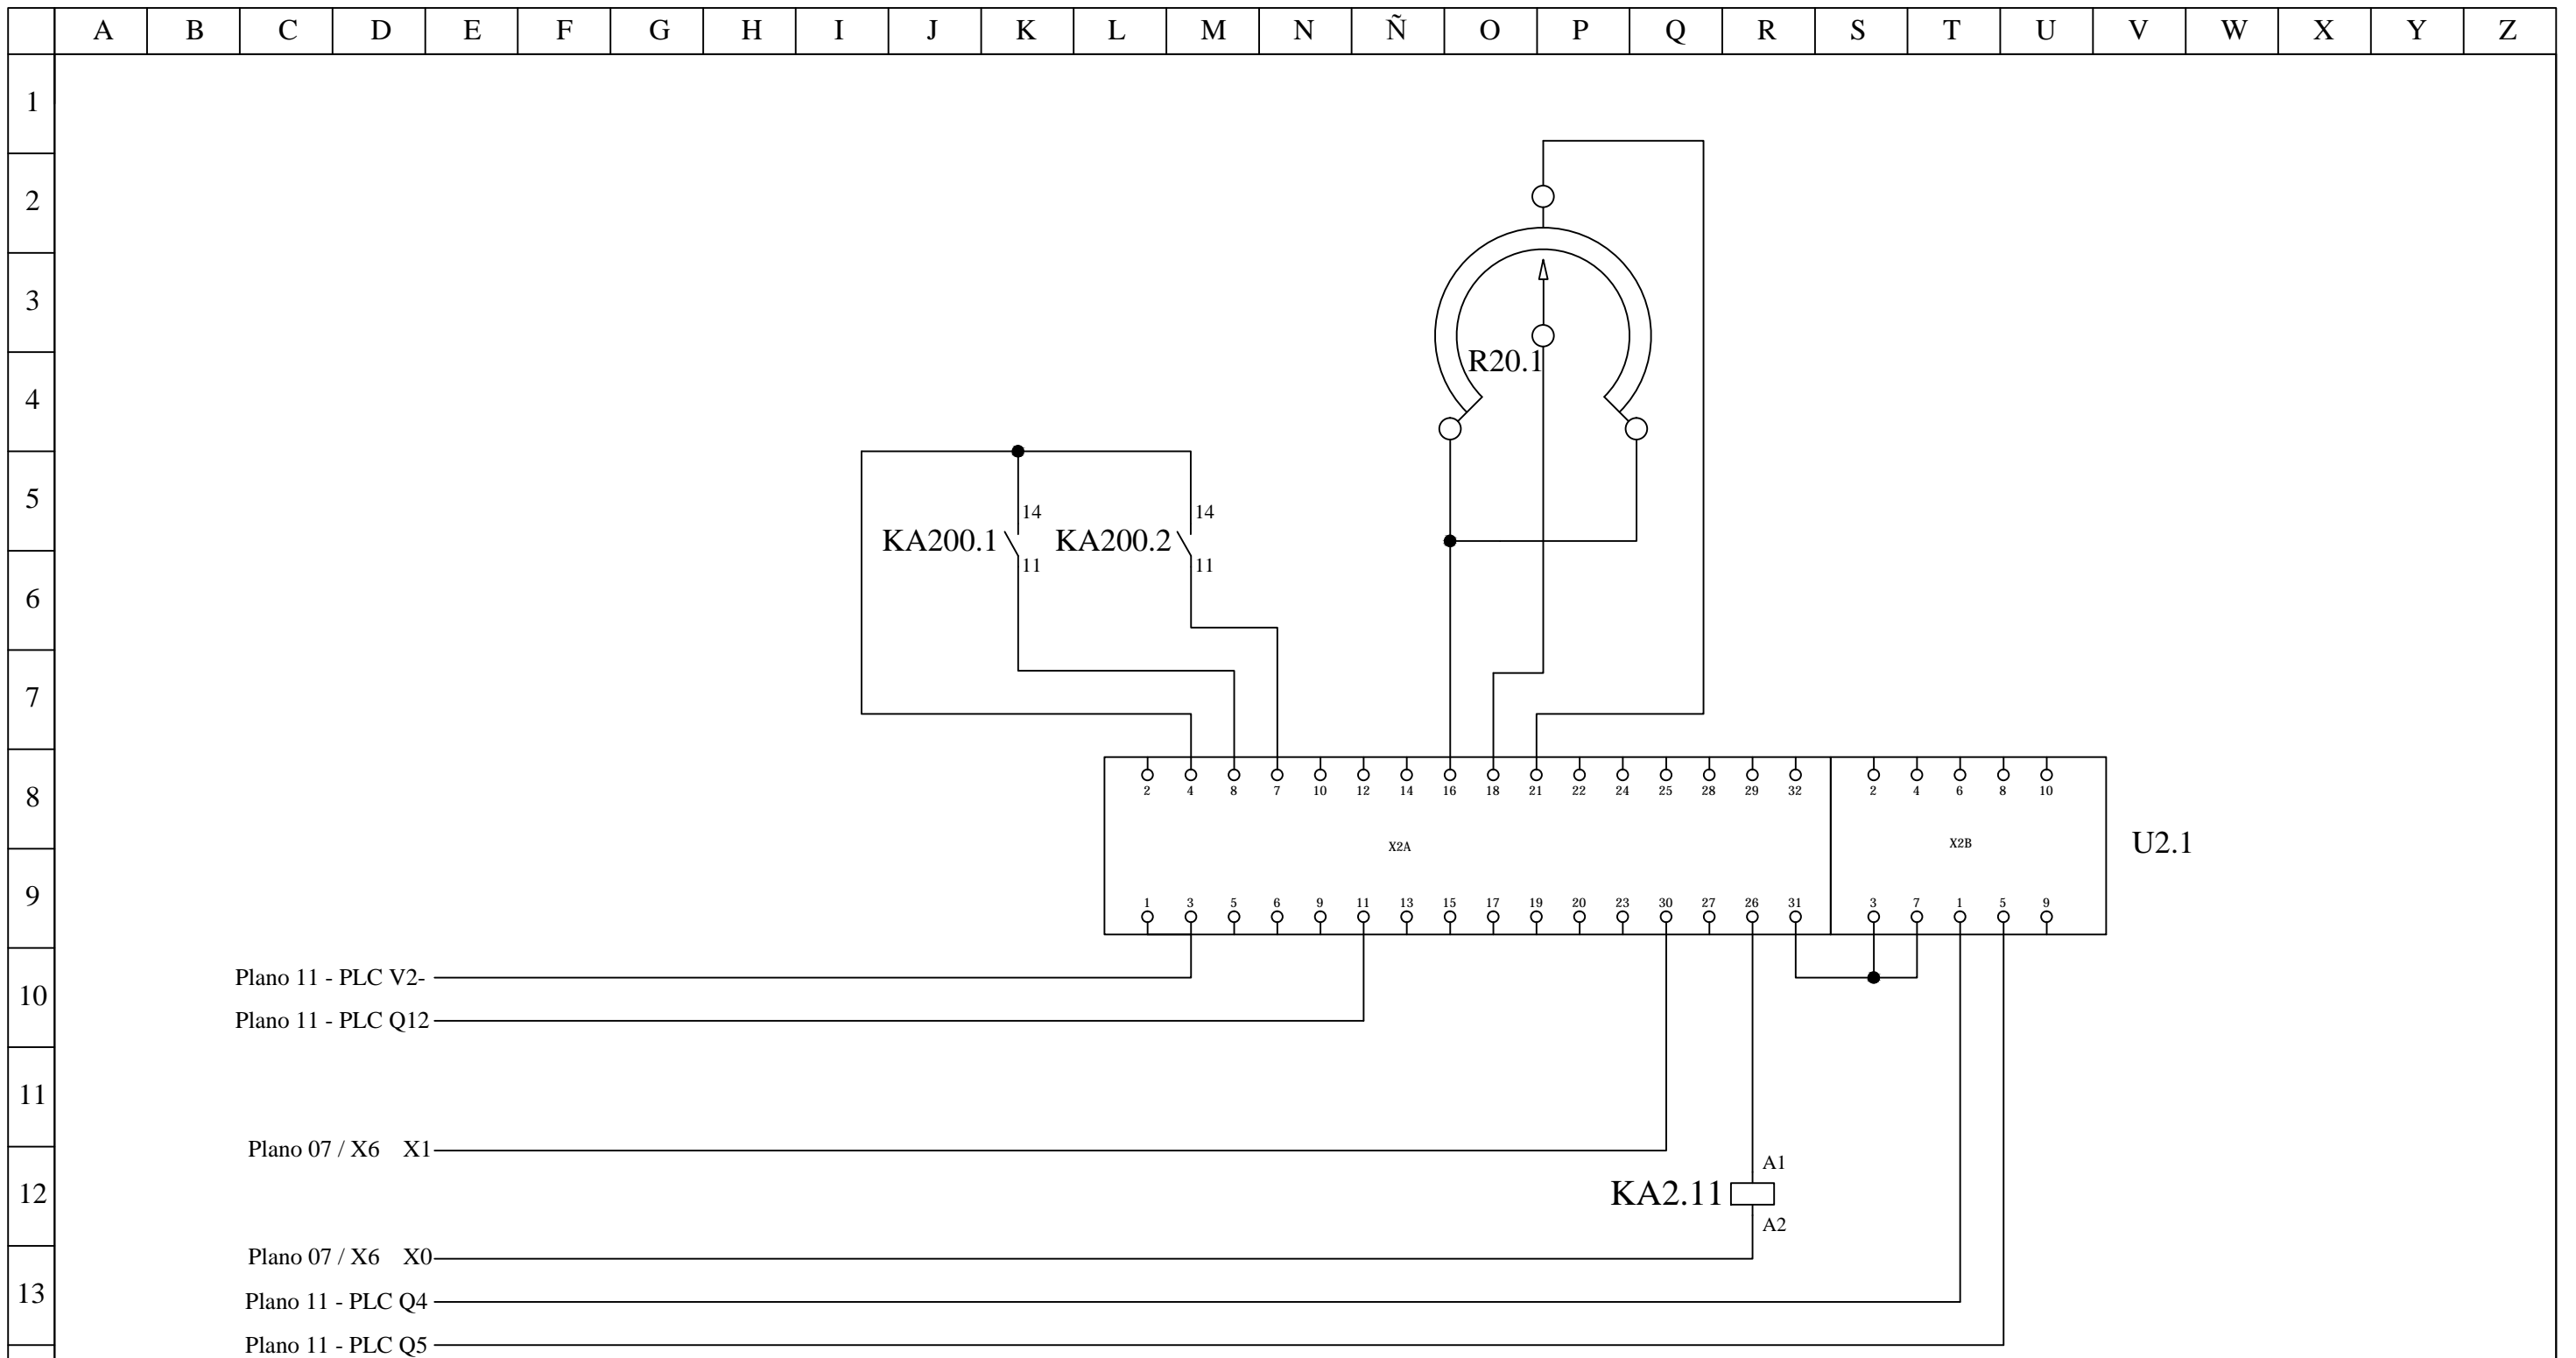 A B C D E F G H I J K L M N Ñ O P Q R S T U V W X Y Z
1
2
3
R20.1
4
5
14 14
KA200.1 KA200.2
11 11
6
7
8
2 4 8 7 10 12 14 16 18 21 22 24 25 28 29 32 2 4 6 8 10
X2A X2B U2.1
9
1 3 5 6 9 11 13 15 17 19 20 23 30 27 26 31 3 7 1 5 9
Plano 11 - PLC V2-
10
Plano 11 - PLC Q12
11
Plano 07 / X6 X1
A1
12
KA2.11
A2
Plano 07 / X6 X0
13
Plano 11 - PLC Q4
Plano 11 - PLC Q5